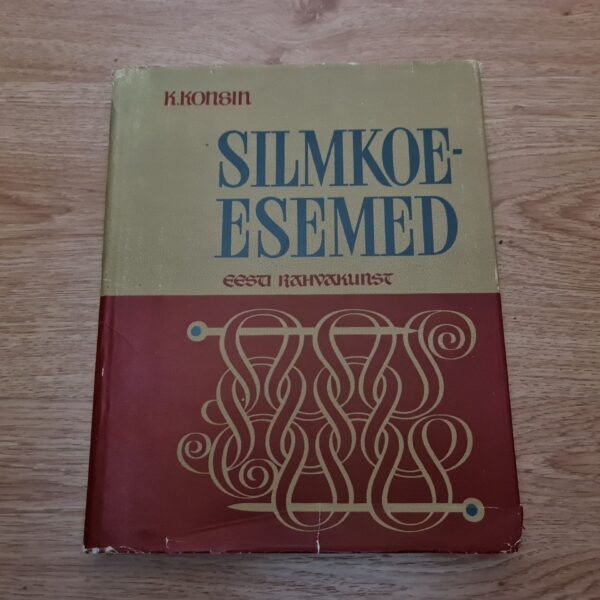 K.KONSIN
SILMKOE-
ESEMED
EESTI RAHVAKUNST